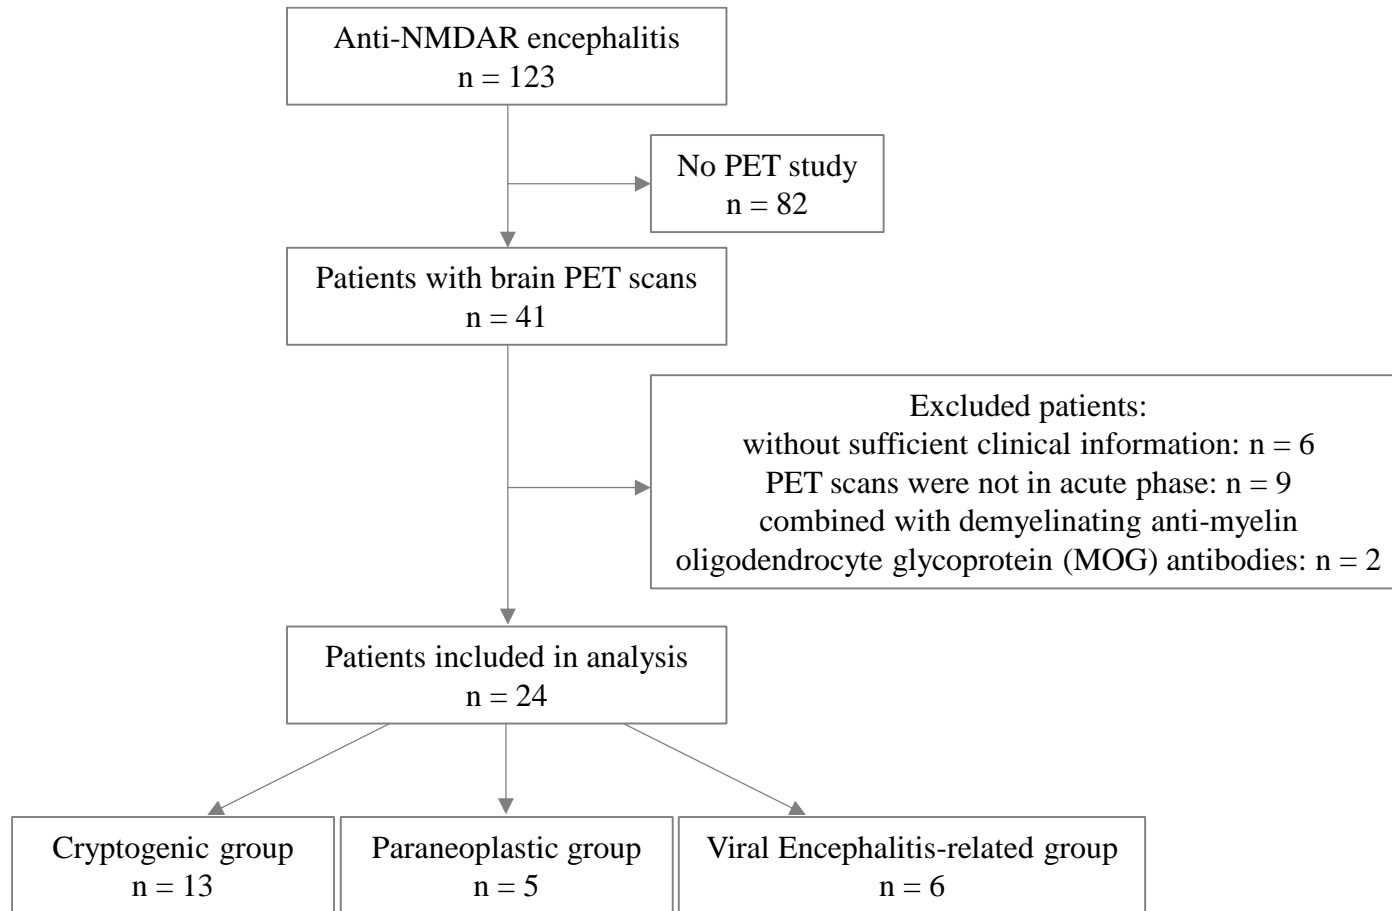 Anti-NMDAR encephalitis
n = 123
No PET study
n = 82
Patients with brain PET scans
n = 41
Excluded patients:
without sufficient clinical information: n = 6
PET scans were not in acute phase: n = 9
combined with demyelinating anti-myelin
oligodendrocyte glycoprotein (MOG) antibodies: n = 2
Patients included in analysis
n = 24
Cryptogenic group
n = 13
Paraneoplastic group
n = 5
Viral Encephalitis-related group
n = 6